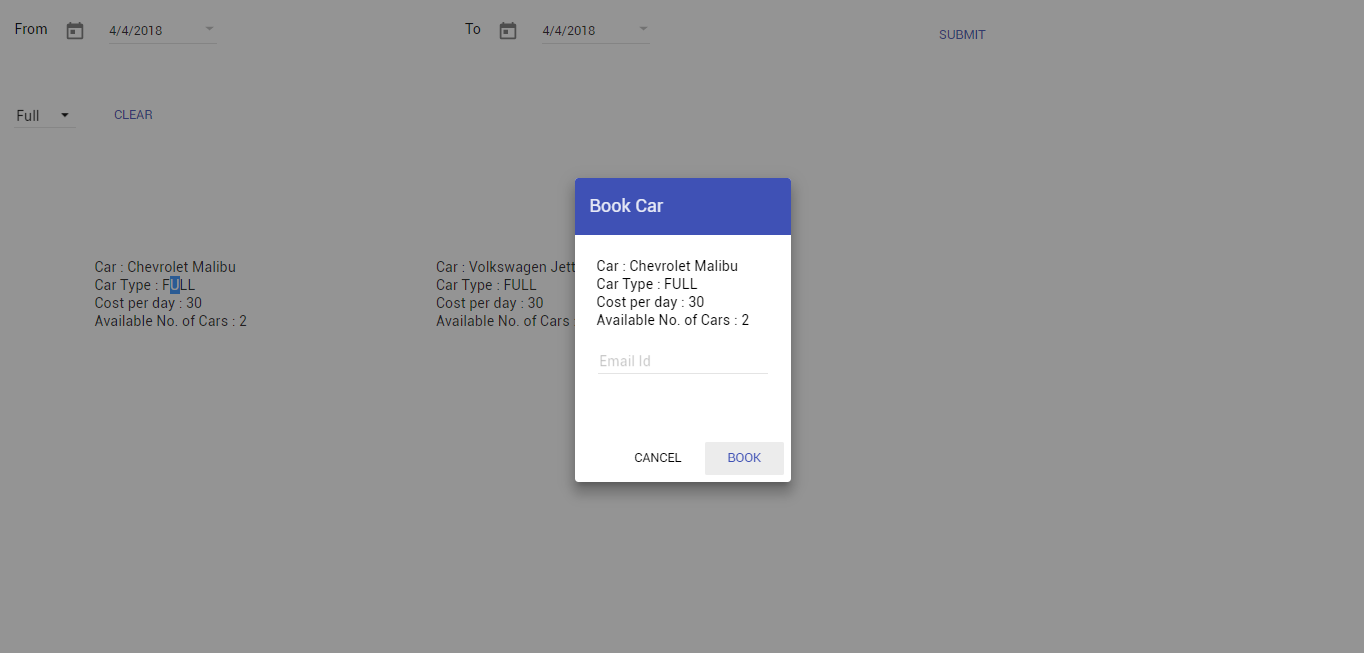 From 4/4/2018 To 4/4/2018 SUBMIT
Full CLEAR
Car : Chevrolet Malibu
Car Type : FULL
Cost per day : 30
Available No. of Cars : 2
Car : Volkswagen Jett
Car Type : FULL
Cost per day : 30
Available No. of Cars :
Book Car
Car : Chevrolet Malibu
Car Type : FULL
Cost per day : 30
Available No. of Cars : 2
Email Id
CANCEL BOOK